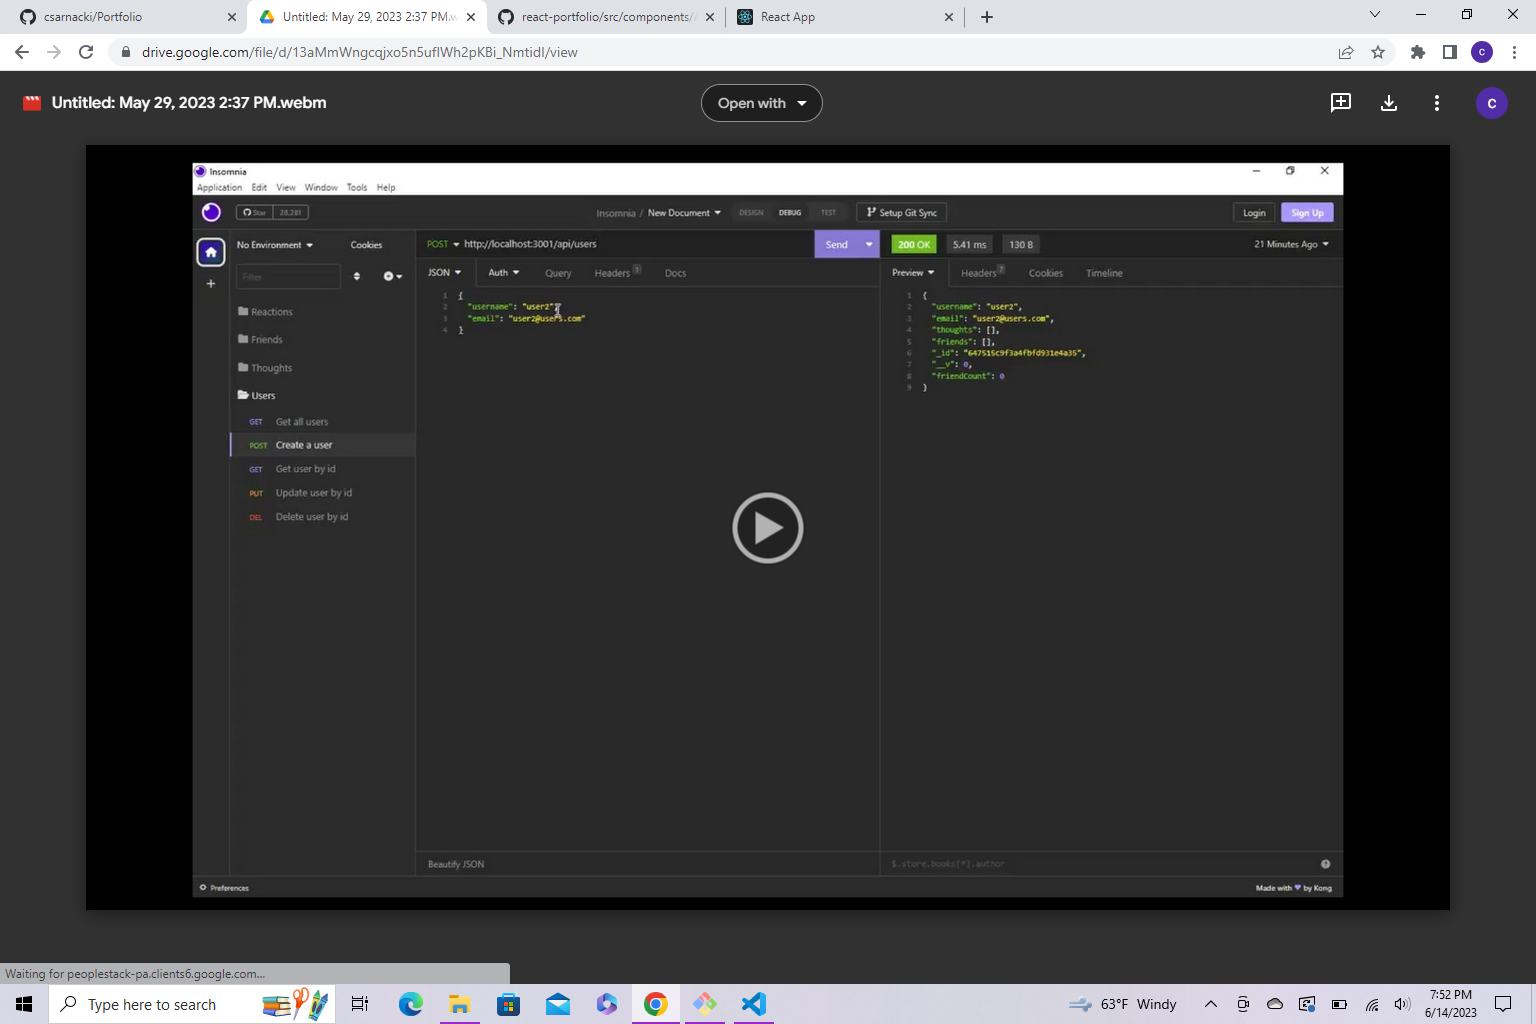 csarnacki/Portfolio
Untitled: May 29, 2023 2:37 PM.w
react-portfolio/src/components/
React App
drive.google.com/file/d/13aMmWngcqjxo5n5uflWh2pKBi_Nmtidl/view
C
Untitled: May 29, 2023 2:37 PM.webm
Open with
C
Insomnia
Application Edit View Window Tools Help
Star 28,281
Insomnia / New Document
DESIGN DEBUG TEST
Setup Git Sync
Login
Sign Up
No Environment
Cookies
POST http://localhost:3001/api/users
Send
200 OK
5.41 ms
130 B
21 Minutes Ago
Filter
JSON Auth Query Headers 1 Docs
Preview Headers 7 Cookies Timeline
Reactions
Friends
Thoughts
Users
GET Get all users
POST Create a user
GET Get user by id
PUT Update user by id
DEL Delete user by id
1 {
2 "username": "user2",
3 "email": "user2@users.com"
4 }
1 {
2 "username": "user2",
3 "email": "user2@users.com",
4 "thoughts": [],
5 "friends": [],
6 "_id": "647515c9f3a4fbfd931e4a35",
7 "__v": 0,
8 "friendCount": 0
9 }
Beautify JSON
$.store.books[*].author
Preferences
Made with ♥ by Kong
Waiting for peoplestack-pa.clients6.google.com...
Type here to search
63°F Windy
7:52 PM
6/14/2023